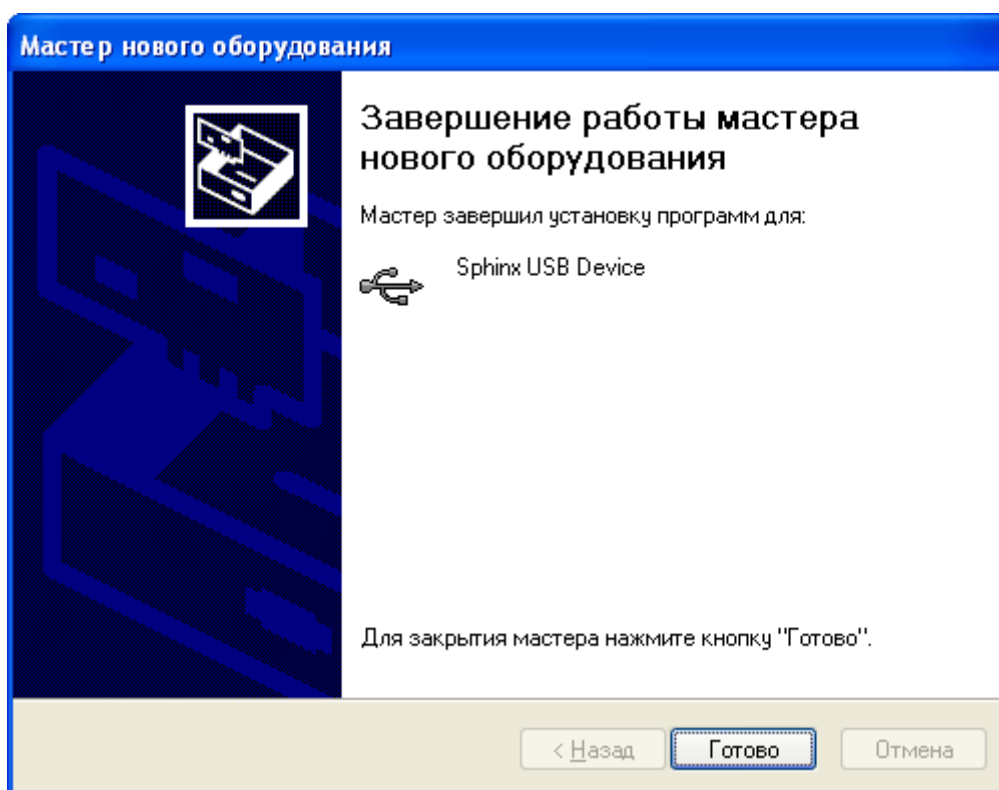 Мастер нового оборудования
Завершение работы мастера
нового оборудования
Мастер завершил установку программ для:
Sphinx USB Device
Для закрытия мастера нажмите кнопку "Готово".
< Назад
Готово
Отмена